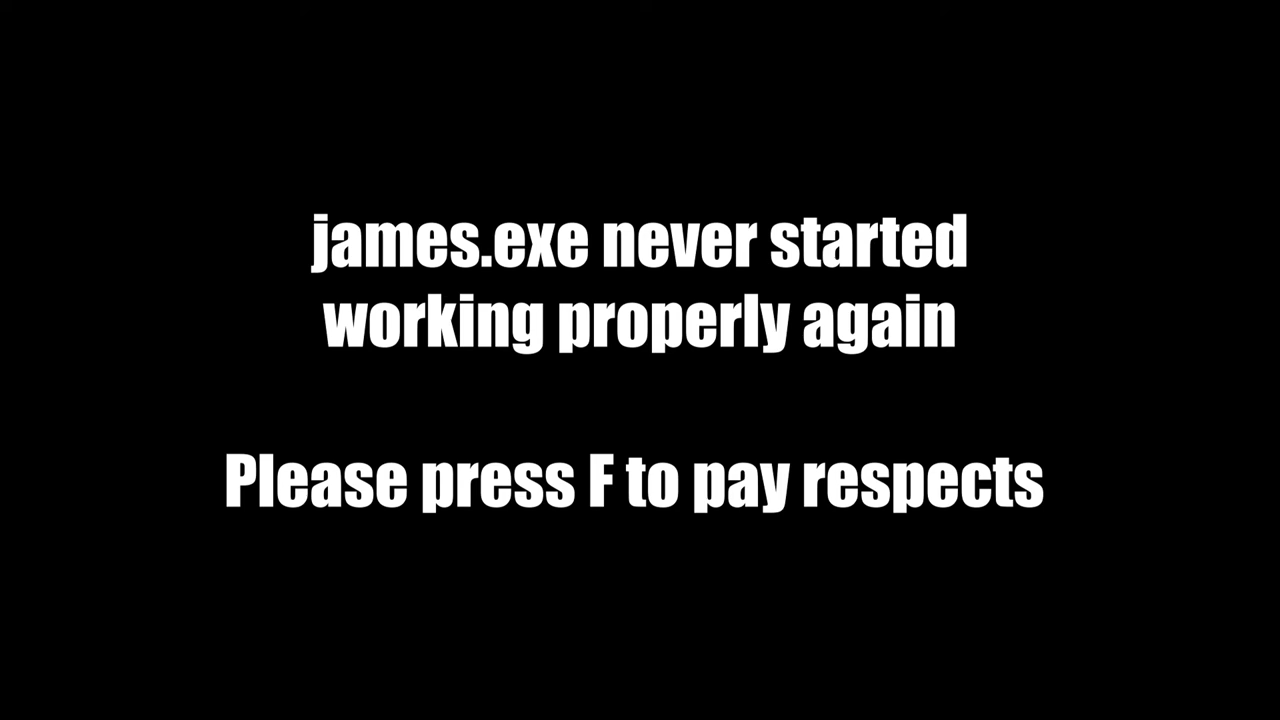 james.exe never started
working properly again
Please press F to pay respects